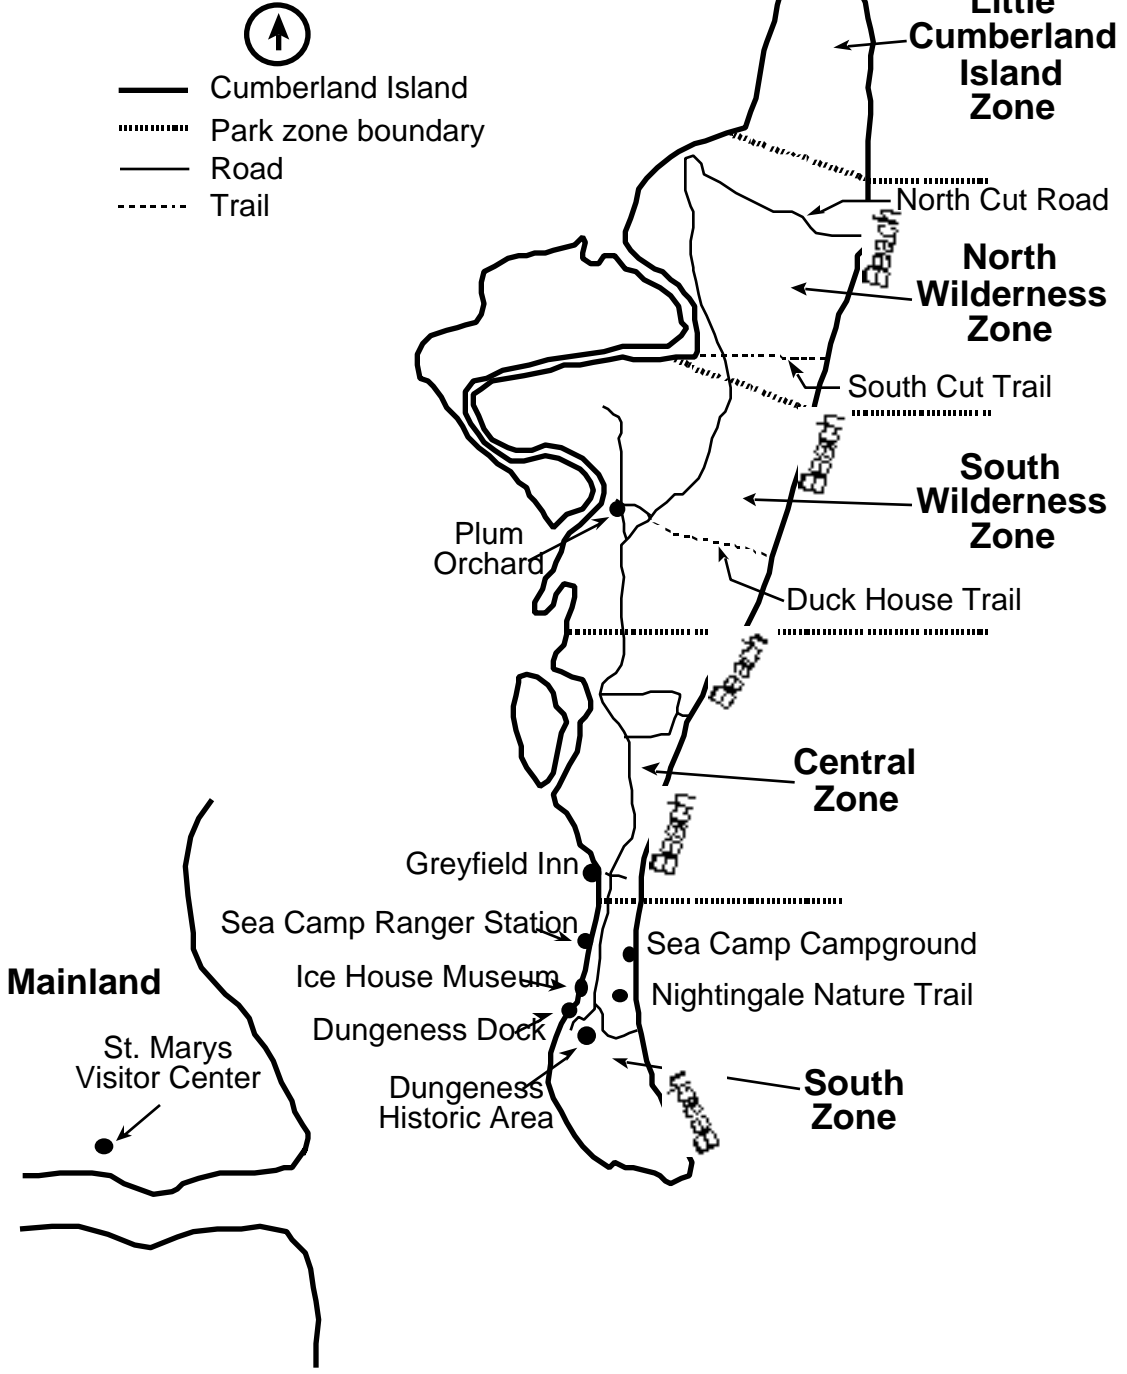 Little
Cumberland
Island
Zone
Cumberland Island
Park zone boundary
Road
Trail
North Cut Road
Beach
North
Wilderness
Zone
South Cut Trail
Beach
South
Wilderness
Zone
Plum
Orchard
Duck House Trail
Beach
Central
Zone
Beach
Greyfield Inn
Sea Camp Ranger Station
Sea Camp Campground
Ice House Museum
Mainland
Nightingale Nature Trail
Dungeness Dock
St. Marys
Visitor Center
Dungeness
Historic Area
South
Zone
Beach